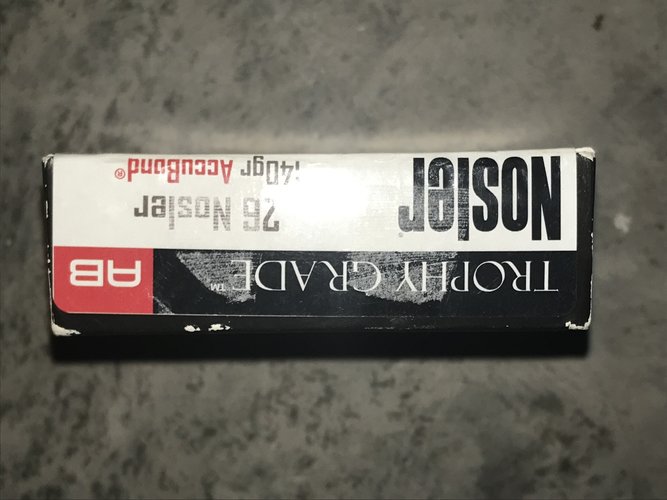 TROPHY GRADE™ AB
Nosler® 26 Nosler
140gr AccuBond®